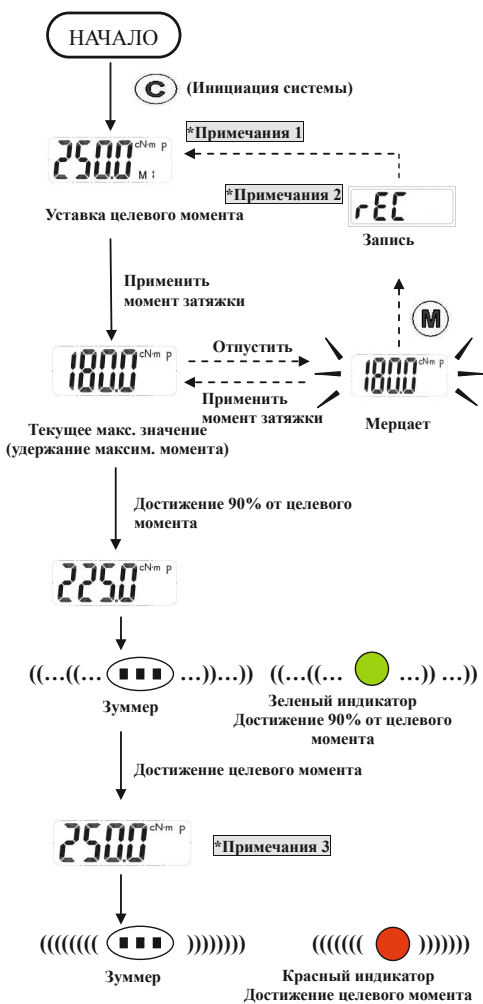 НАЧАЛО
C (Инициация системы)
*Примечания 1
250.0 cN·m P
M1
*Примечания 2
rEC
Уставка целевого момента
Запись
Применить
момент затяжки
M
180.0 cN·m P
Отпустить
180.0 cN·m P
Применить
момент затяжки
Мерцает
Текущее макс. значение
(удержание максим. момента)
Достижение 90% от целевого
момента
225.0 cN·m P
((…((… …))…)) ((…((… …)) …))
Зуммер
Зеленый индикатор
Достижение 90% от целевого
момента
Достижение целевого момента
250.0 cN·m P
*Примечания 3
(((((((( )))))))) ((((((( )))))))
Зуммер
Красный индикатор
Достижение целевого момента